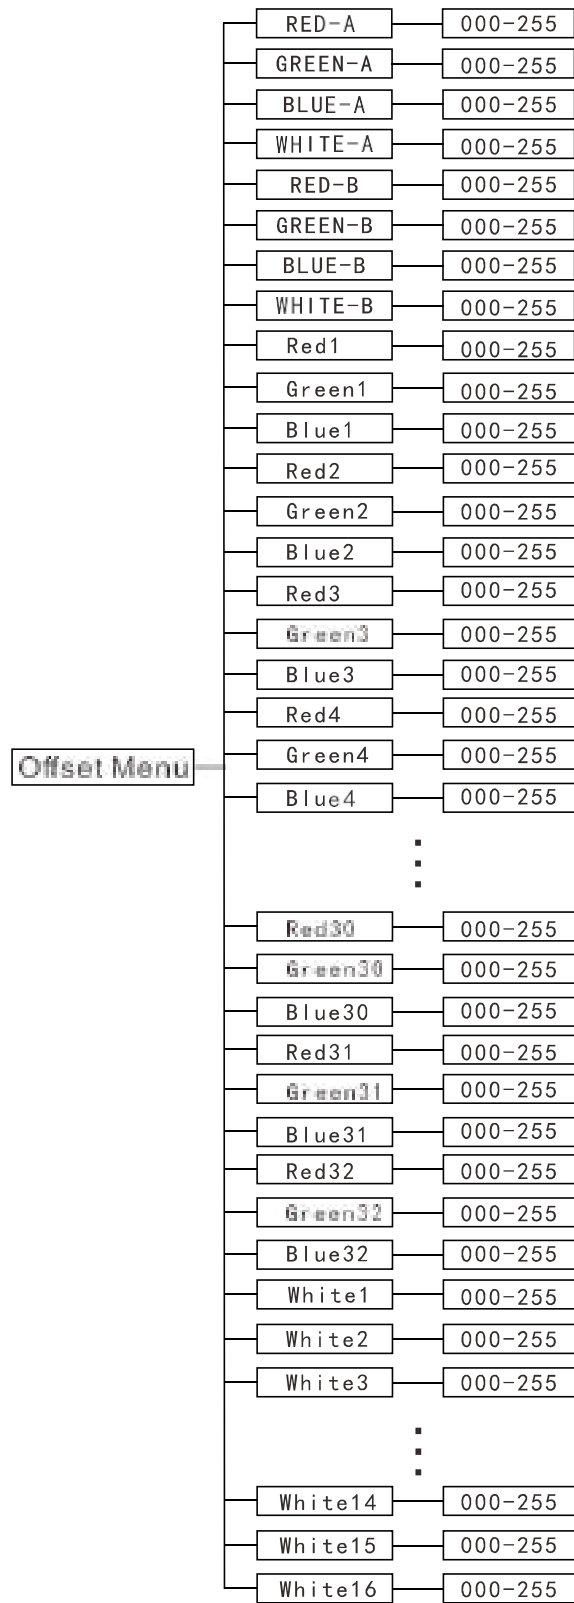 RED-A 000-255
GREEN-A 000-255
BLUE-A 000-255
WHITE-A 000-255
RED-B 000-255
GREEN-B 000-255
BLUE-B 000-255
WHITE-B 000-255
Red1 000-255
Green1 000-255
Blue1 000-255
Red2 000-255
Green2 000-255
Blue2 000-255
Red3 000-255
Green3 000-255
Blue3 000-255
Red4 000-255
Green4 000-255
Offset Menu
Blue4 000-255
Red30 000-255
Green30 000-255
Blue30 000-255
Red31 000-255
Green31 000-255
Blue31 000-255
Red32 000-255
Green32 000-255
Blue32 000-255
White1 000-255
White2 000-255
White3 000-255
White14 000-255
White15 000-255
White16 000-255